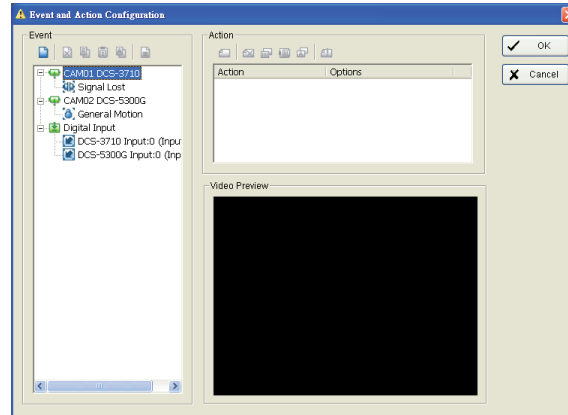 Event and Action Configuration
Event
CAM01 DCS-3710
Signal Lost
CAM02 DCS-5300G
General Motion
Digital Input
DCS-3710 Input:0 (Inpu
DCS-5300G Input:0 (Inp
Action
Action Options
Video Preview
OK
Cancel